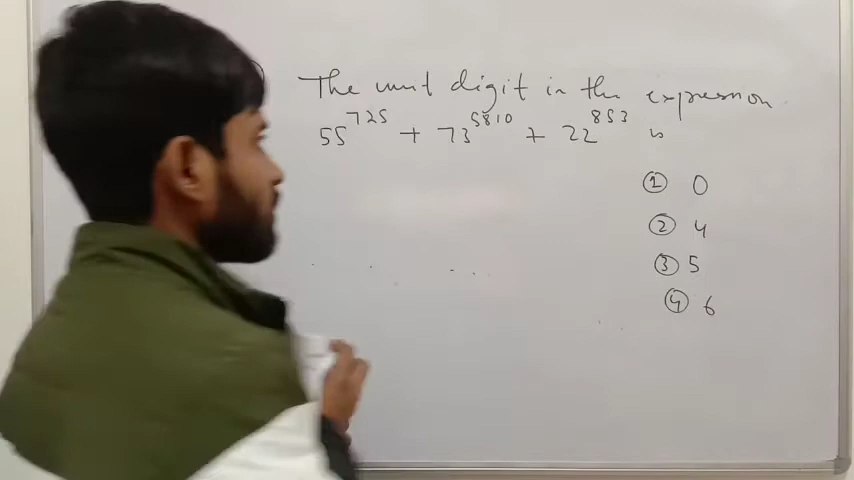 The unit digit in the expression
55^725 + 73^5810 + 22^853 is
① 0
② 4
③ 5
④ 6